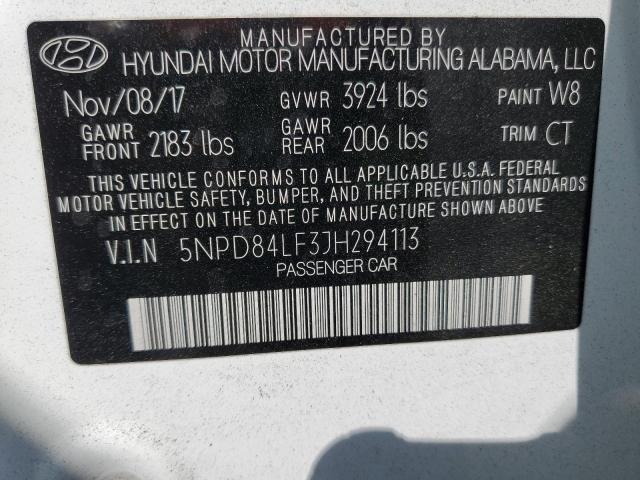 MANUFACTURED BY
HYUNDAI MOTOR MANUFACTURING ALABAMA, LLC
Nov/08/17 GVWR 3924 lbs PAINT W8
GAWR FRONT 2183 lbs GAWR REAR 2006 lbs TRIM CT
THIS VEHICLE CONFORMS TO ALL APPLICABLE U.S.A. FEDERAL
MOTOR VEHICLE SAFETY, BUMPER, AND THEFT PREVENTION STANDARDS
IN EFFECT ON THE DATE OF MANUFACTURE SHOWN ABOVE.
V.I.N 5NPD84LF3JH294113
PASSENGER CAR